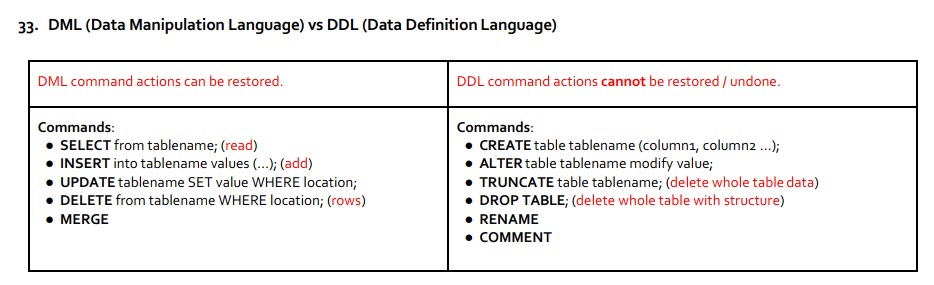 33. DML (Data Manipulation Language) vs DDL (Data Definition Language)
DML command actions can be restored.
Commands:
● SELECT from tablename; (read)
● INSERT into tablename values (...); (add)
● UPDATE tablename SET value WHERE location;
● DELETE from tablename WHERE location; (rows)
● MERGE
DDL command actions cannot be restored / undone.
Commands:
● CREATE table tablename (column1, column2 ...);
● ALTER table tablename modify value;
● TRUNCATE table tablename; (delete whole table data)
● DROP TABLE; (delete whole table with structure)
● RENAME
● COMMENT